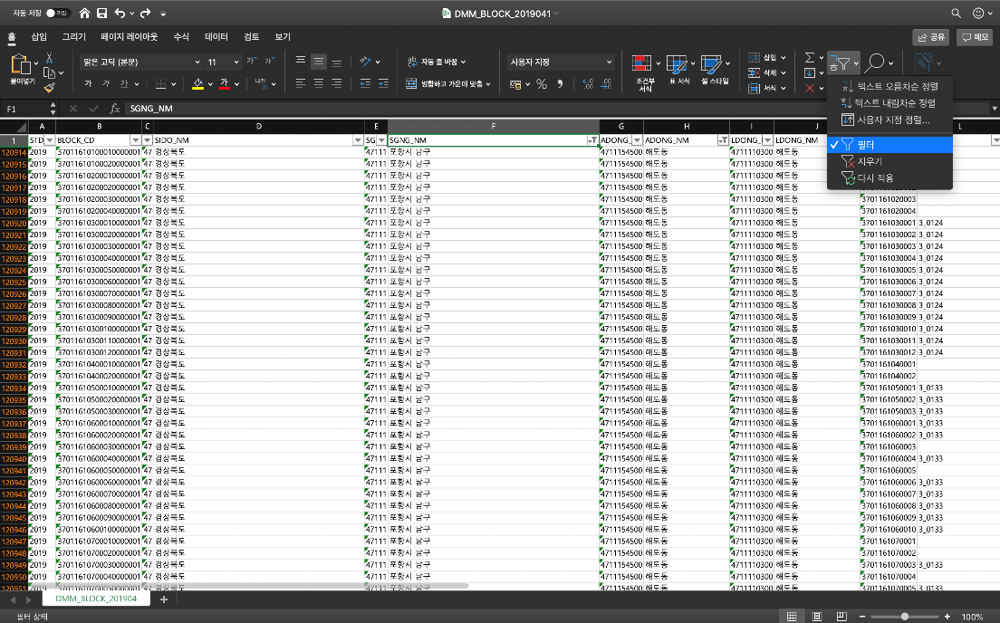 자동 저장 꺼짐 DMM_BLOCK_2019041
홈 삽입 그리기 페이지 레이아웃 수식 데이터 검토 보기 공유 메모
붙여넣기 맑은 고딕 (본문) 11 가^ 가ˇ 자동 줄 바꿈 사용자 지정 조건부 서식 표 서식 셀 스타일 삽입 삭제 서식
가 가 가 가 내천 병합하고 가운데 맞춤 % 텍스트 오름차순 정렬
텍스트 내림차순 정렬
사용자 지정 정렬...
필터
지우기
다시 적용
F1 fx SGNG_NM
A B C D E F G H I J L
1 STD BLOCK_CD SIDO_NM SG SGNG_NM ADONG_ ADONG_NM LDONG_ LDONG_NM
120914 2019 37011610100010000001 47 경상북도 47111 포항시 남구 4711154500 해도동 4711110300 해도동
120915 2019 37011610100020000001 47 경상북도 47111 포항시 남구 4711154500 해도동 4711110300 해도동
120916 2019 37011610200010000001 47 경상북도 47111 포항시 남구 4711154500 해도동 4711110300 해도동
120917 2019 37011610200020000001 47 경상북도 47111 포항시 남구 4711154500 해도동 4711110300 해도동
120918 2019 37011610200030000001 47 경상북도 47111 포항시 남구 4711154500 해도동 4711110300 해도동 3701161020003
120919 2019 37011610200040000001 47 경상북도 47111 포항시 남구 4711154500 해도동 4711110300 해도동 3701161020004
120920 2019 37011610300010000001 47 경상북도 47111 포항시 남구 4711154500 해도동 4711110300 해도동 3701161030001 3_0124
120921 2019 37011610300020000001 47 경상북도 47111 포항시 남구 4711154500 해도동 4711110300 해도동 3701161030002 3_0124
120922 2019 37011610300030000001 47 경상북도 47111 포항시 남구 4711154500 해도동 4711110300 해도동 3701161030003 3_0124
120923 2019 37011610300040000001 47 경상북도 47111 포항시 남구 4711154500 해도동 4711110300 해도동 3701161030004 3_0124
120924 2019 37011610300050000001 47 경상북도 47111 포항시 남구 4711154500 해도동 4711110300 해도동 3701161030005 3_0124
120925 2019 37011610300060000001 47 경상북도 47111 포항시 남구 4711154500 해도동 4711110300 해도동 3701161030006 3_0124
120926 2019 37011610300070000001 47 경상북도 47111 포항시 남구 4711154500 해도동 4711110300 해도동 3701161030007 3_0124
120927 2019 37011610300080000001 47 경상북도 47111 포항시 남구 4711154500 해도동 4711110300 해도동 3701161030008 3_0124
120928 2019 37011610300090000001 47 경상북도 47111 포항시 남구 4711154500 해도동 4711110300 해도동 3701161030009 3_0124
120929 2019 37011610300100000001 47 경상북도 47111 포항시 남구 4711154500 해도동 4711110300 해도동 3701161030010 3_0124
120930 2019 37011610300110000001 47 경상북도 47111 포항시 남구 4711154500 해도동 4711110300 해도동 3701161030011 3_0124
120931 2019 37011610300120000001 47 경상북도 47111 포항시 남구 4711154500 해도동 4711110300 해도동 3701161030012 3_0124
120932 2019 37011610400010000001 47 경상북도 47111 포항시 남구 4711154500 해도동 4711110300 해도동 3701161040001
120933 2019 37011610400020000001 47 경상북도 47111 포항시 남구 4711154500 해도동 4711110300 해도동 3701161040002
120934 2019 37011610500010000001 47 경상북도 47111 포항시 남구 4711154500 해도동 4711110300 해도동 3701161050001 3_0133
120935 2019 37011610500020000001 47 경상북도 47111 포항시 남구 4711154500 해도동 4711110300 해도동 3701161050002 3_0133
120936 2019 37011610500030000001 47 경상북도 47111 포항시 남구 4711154500 해도동 4711110300 해도동 3701161050003 3_0133
120937 2019 37011610600010000001 47 경상북도 47111 포항시 남구 4711154500 해도동 4711110300 해도동 3701161060001 3_0133
120938 2019 37011610600020000001 47 경상북도 47111 포항시 남구 4711154500 해도동 4711110300 해도동 3701161060002 3_0133
120939 2019 37011610600030000001 47 경상북도 47111 포항시 남구 4711154500 해도동 4711110300 해도동 3701161060003
120940 2019 37011610600040000001 47 경상북도 47111 포항시 남구 4711154500 해도동 4711110300 해도동 3701161060004 3_0133
120941 2019 37011610600050000001 47 경상북도 47111 포항시 남구 4711154500 해도동 4711110300 해도동 3701161060005
120942 2019 37011610600060000001 47 경상북도 47111 포항시 남구 4711154500 해도동 4711110300 해도동 3701161060006 3_0133
120943 2019 37011610600070000001 47 경상북도 47111 포항시 남구 4711154500 해도동 4711110300 해도동 3701161060007 3_0133
120944 2019 37011610600080000001 47 경상북도 47111 포항시 남구 4711154500 해도동 4711110300 해도동 3701161060008 3_0133
120945 2019 37011610600090000001 47 경상북도 47111 포항시 남구 4711154500 해도동 4711110300 해도동 3701161060009 3_0133
120946 2019 37011610600100000001 47 경상북도 47111 포항시 남구 4711154500 해도동 4711110300 해도동 3701161060010 3_0133
120947 2019 37011610700010000001 47 경상북도 47111 포항시 남구 4711154500 해도동 4711110300 해도동 3701161070001
120948 2019 37011610700020000001 47 경상북도 47111 포항시 남구 4711154500 해도동 4711110300 해도동 3701161070002
120949 2019 37011610700030000001 47 경상북도 47111 포항시 남구 4711154500 해도동 4711110300 해도동 3701161070003 3_0133
120950 2019 37011610700040000001 47 경상북도 47111 포항시 남구 4711154500 해도동 4711110300 해도동 3701161070004
120951 해도동 4711110300 해도동 3701161070005 3_0133
DMM_BLOCK_201904 +
필터 상태 100%